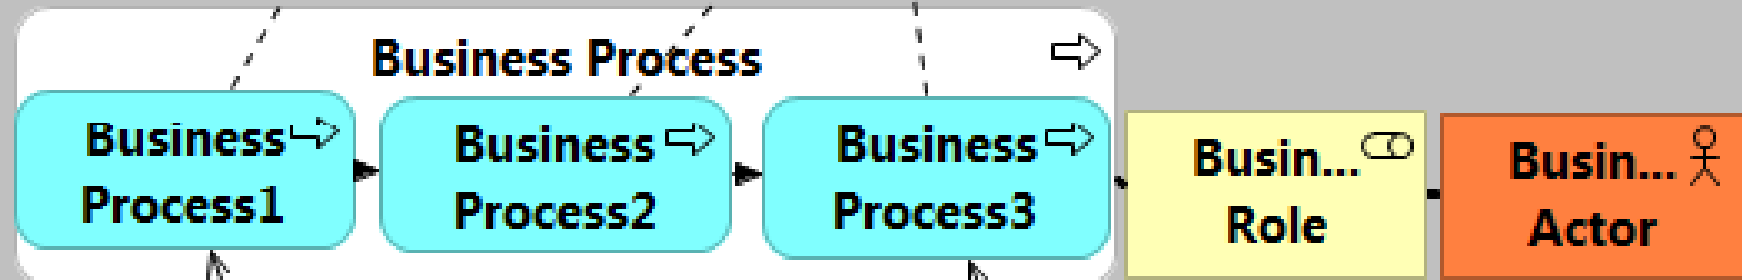 Business Process
Business
Process1
Business
Process2
Business
Process3
Busin...
Role
Busin...
Actor